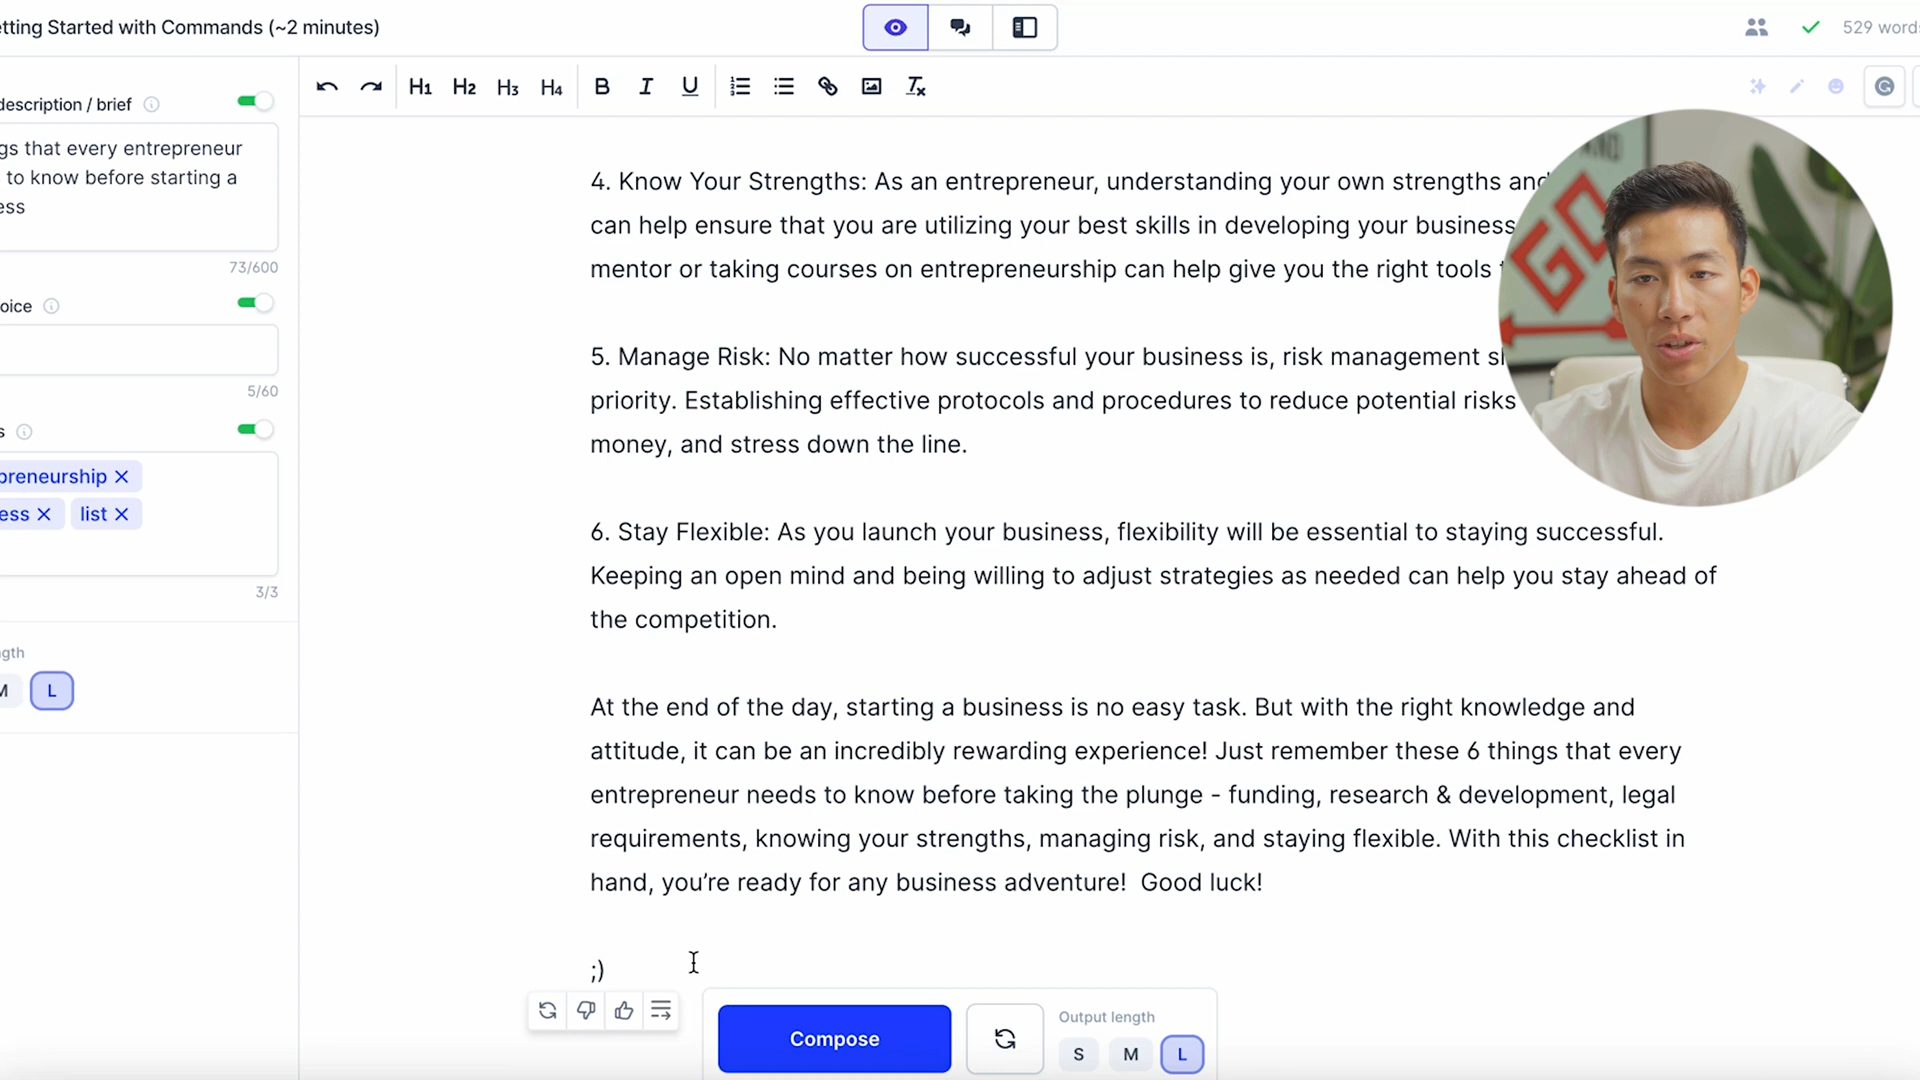 etting Started with Commands (~2 minutes)
529 words
H1 H2 H3 H4 B I U
description / brief
gs that every entrepreneur
to know before starting a
ess
73/600
oice
5/60
s
preneurship ✕
ess ✕ list ✕
3/3
ngth
M L
4. Know Your Strengths: As an entrepreneur, understanding your own strengths and
can help ensure that you are utilizing your best skills in developing your business
mentor or taking courses on entrepreneurship can help give you the right tools
5. Manage Risk: No matter how successful your business is, risk management
priority. Establishing effective protocols and procedures to reduce potential risks
money, and stress down the line.
6. Stay Flexible: As you launch your business, flexibility will be essential to staying successful.
Keeping an open mind and being willing to adjust strategies as needed can help you stay ahead of
the competition.
At the end of the day, starting a business is no easy task. But with the right knowledge and
attitude, it can be an incredibly rewarding experience! Just remember these 6 things that every
entrepreneur needs to know before taking the plunge - funding, research & development, legal
requirements, knowing your strengths, managing risk, and staying flexible. With this checklist in
hand, you’re ready for any business adventure!  Good luck!
;)
Compose
Output length
S M L
GO